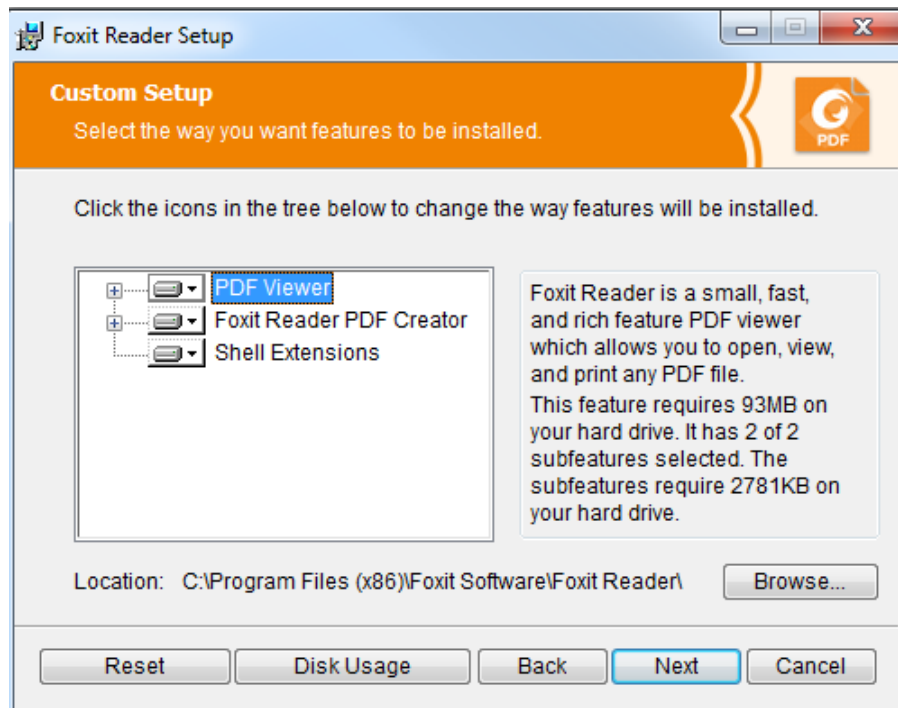 Foxit Reader Setup
Custom Setup
Select the way you want features to be installed.
PDF
Click the icons in the tree below to change the way features will be installed.
PDF Viewer
Foxit Reader PDF Creator
Shell Extensions
Foxit Reader is a small, fast,
and rich feature PDF viewer
which allows you to open, view,
and print any PDF file.
This feature requires 93MB on
your hard drive. It has 2 of 2
subfeatures selected. The
subfeatures require 2781KB on
your hard drive.
Location: C:\Program Files (x86)\Foxit Software\Foxit Reader\ Browse...
Reset Disk Usage Back Next Cancel